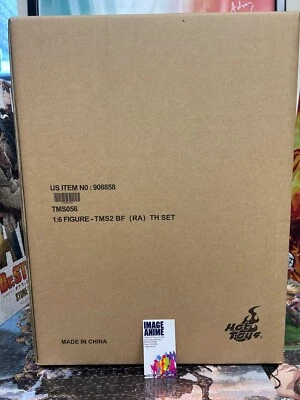 US ITEM NO : 908858
TMS056
1:6 FIGURE - TMS2 BF (RA) TH SET
HOT TOYS
MADE IN CHINA
IMAGE
ANIME